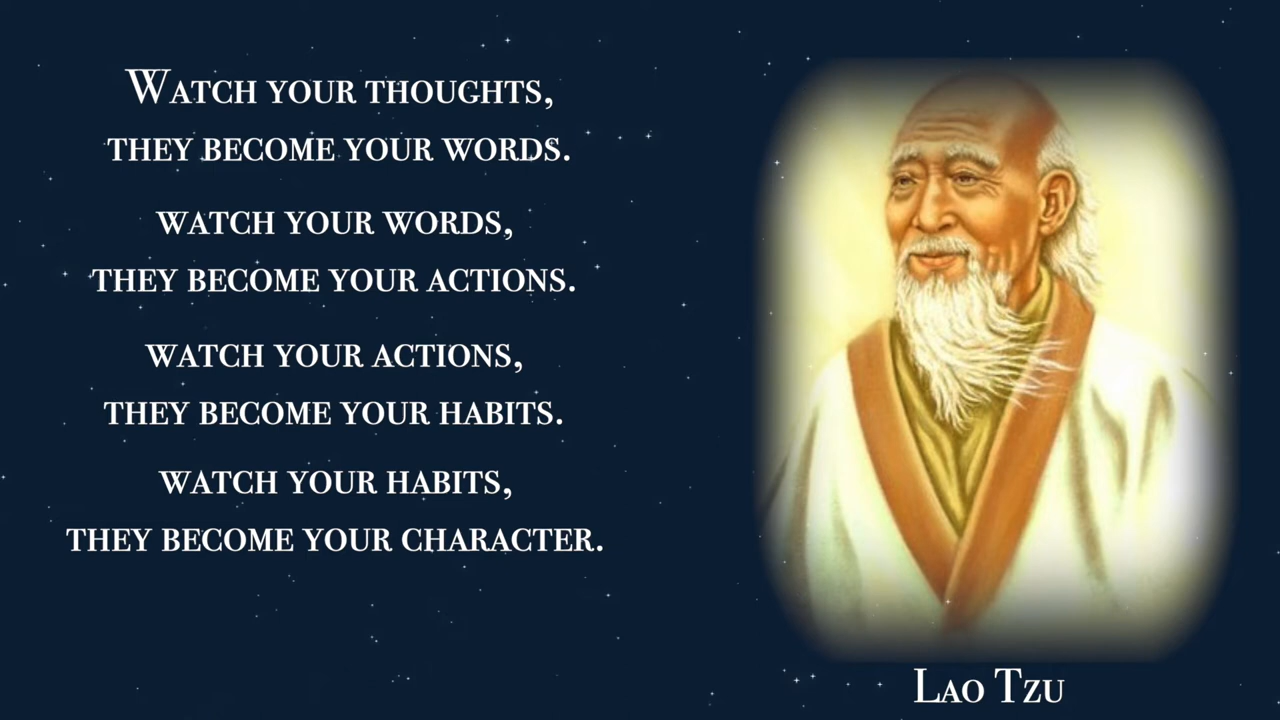 Watch your thoughts,
they become your words.
watch your words,
they become your actions.
watch your actions,
they become your habits.
watch your habits,
they become your character.
Lao Tzu